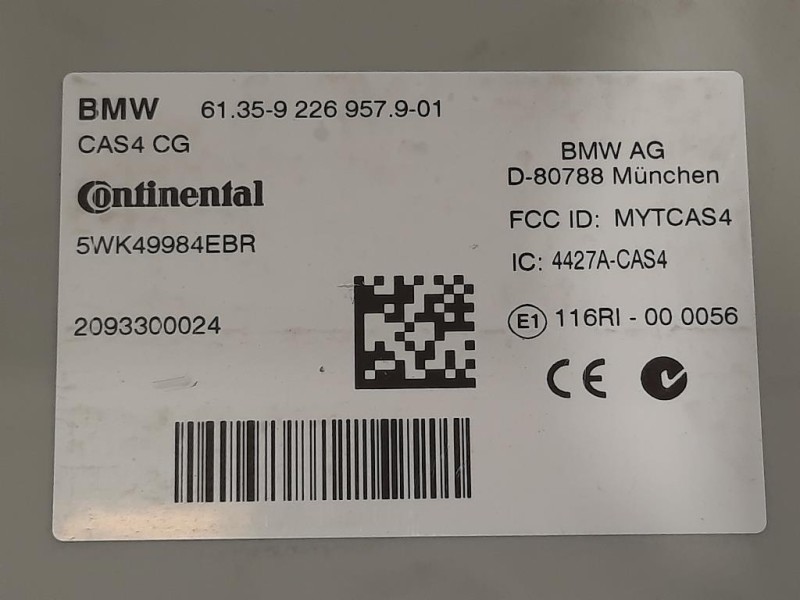 BMW 61.35-9 226 957.9-01
CAS4 CG
Continental
5WK49984EBR
2093300024
BMW AG
D-80788 München
FCC ID: MYTCAS4
IC: 4427A-CAS4
E1 116RI - 00 0056
CE